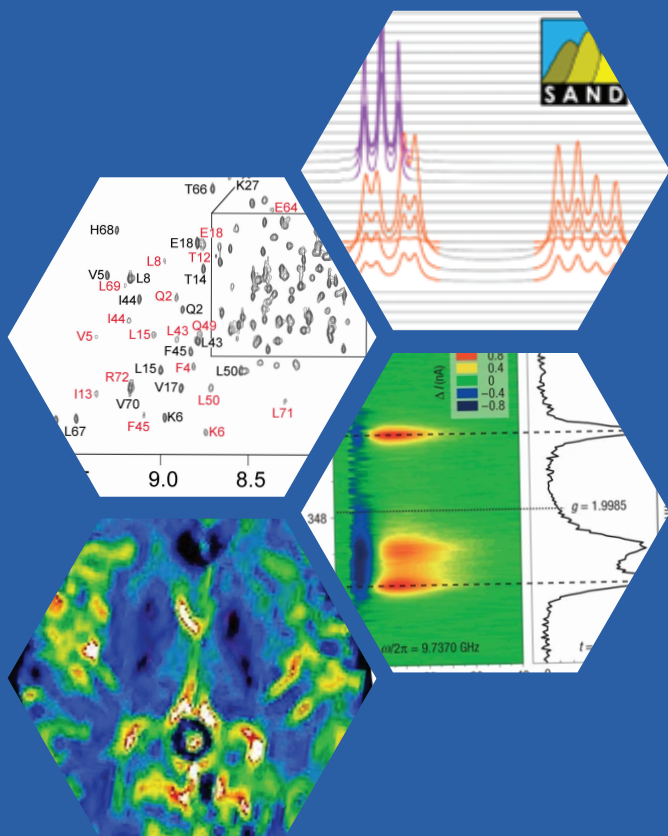 SAND
T66
K27
E64
H68
E18
E18
L8
T12
V5
L8
T14
L69
Q2
I44
Q2
I44
L15
L43
Q49
V5
L43
F45
L15
F4
L50
R72
V17
I13
V70
L50
L71
L67
F45
K6
K6
9.0
8.5
0.8
0.4
0
−0.4
−0.8
Δ I (nA)
348
g = 1.9985
ω/2π = 9.7370 GHz
t =